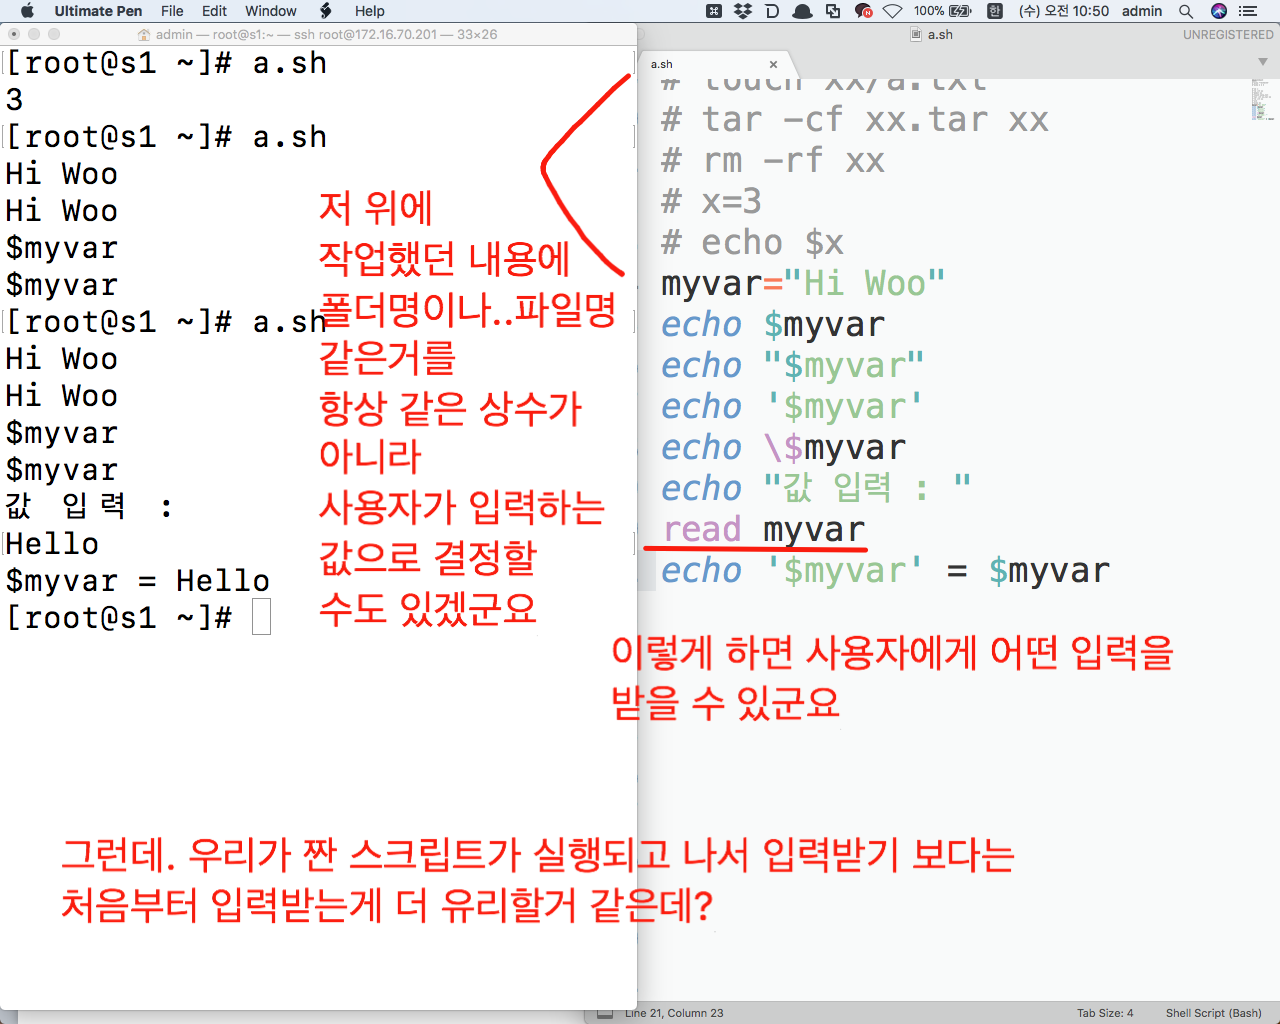 Ultimate Pen File Edit Window Help 100% 한 (수) 오전 10:50 admin
admin — root@s1:~ — ssh root@172.16.70.201 — 33×26
[root@s1 ~]# a.sh
3
[root@s1 ~]# a.sh
Hi Woo
Hi Woo
$myvar
$myvar
[root@s1 ~]# a.sh
Hi Woo
Hi Woo
$myvar
$myvar
값 입력 :
Hello
$myvar = Hello
[root@s1 ~]#
저 위에
작업했던 내용에
폴더명이나..파일명
같은거를
항상 같은 상수가
아니라
사용자가 입력하는
값으로 결정할
수도 있겠군요
a.sh
UNREGISTERED
a.sh ×
# touch xx/a.txt
# tar -cf xx.tar xx
# rm -rf xx
# x=3
# echo $x
myvar="Hi Woo"
echo $myvar
echo "$myvar"
echo '$myvar'
echo \$myvar
echo "값 입력 : "
read myvar
echo '$myvar' = $myvar
이렇게 하면 사용자에게 어떤 입력을
받을 수 있군요
그런데. 우리가 짠 스크립트가 실행되고 나서 입력받기 보다는
처음부터 입력받는게 더 유리할거 같은데?
Line 21, Column 23
Tab Size: 4
Shell Script (Bash)